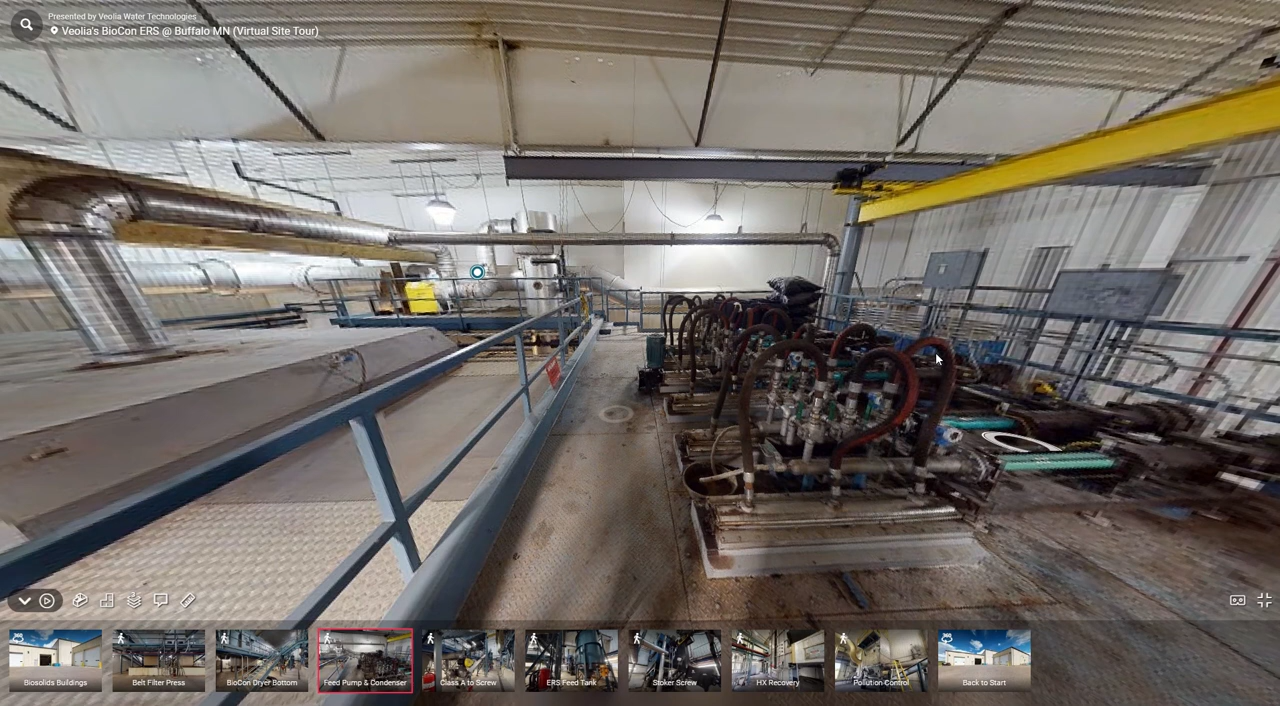 Presented by Veolia Water Technologies
Veolia's BioCon ERS @ Buffalo MN (Virtual Site Tour)
Biosolids Buildings
Belt Filter Press
BioCon Dryer Bottom
Feed Pump & Condenser
Class A to Screw
ERS Feed Tank
Stoker Screw
HX Recovery
Pollution Control
Back to Start